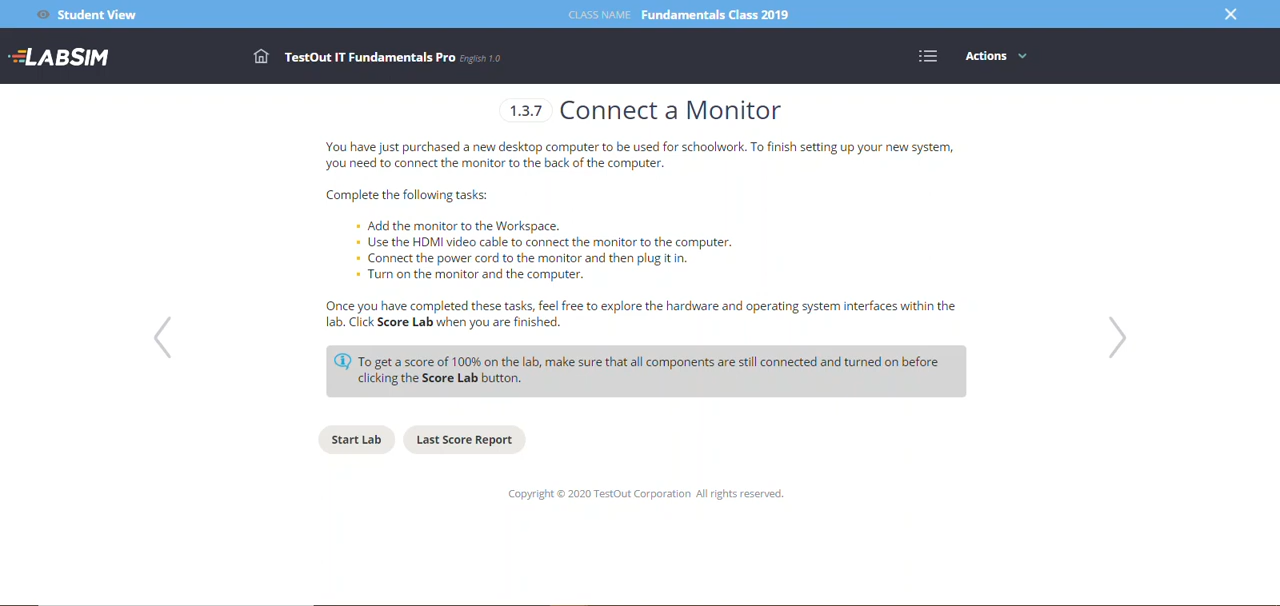 Student View
CLASS NAME Fundamentals Class 2019
LABSIM
TestOut IT Fundamentals Pro English 1.0
Actions
1.3.7 Connect a Monitor
You have just purchased a new desktop computer to be used for schoolwork. To finish setting up your new system,
you need to connect the monitor to the back of the computer.
Complete the following tasks:
• Add the monitor to the Workspace.
• Use the HDMI video cable to connect the monitor to the computer.
• Connect the power cord to the monitor and then plug it in.
• Turn on the monitor and the computer.
Once you have completed these tasks, feel free to explore the hardware and operating system interfaces within the
lab. Click Score Lab when you are finished.
To get a score of 100% on the lab, make sure that all components are still connected and turned on before
clicking the Score Lab button.
Start Lab
Last Score Report
Copyright © 2020 TestOut Corporation All rights reserved.